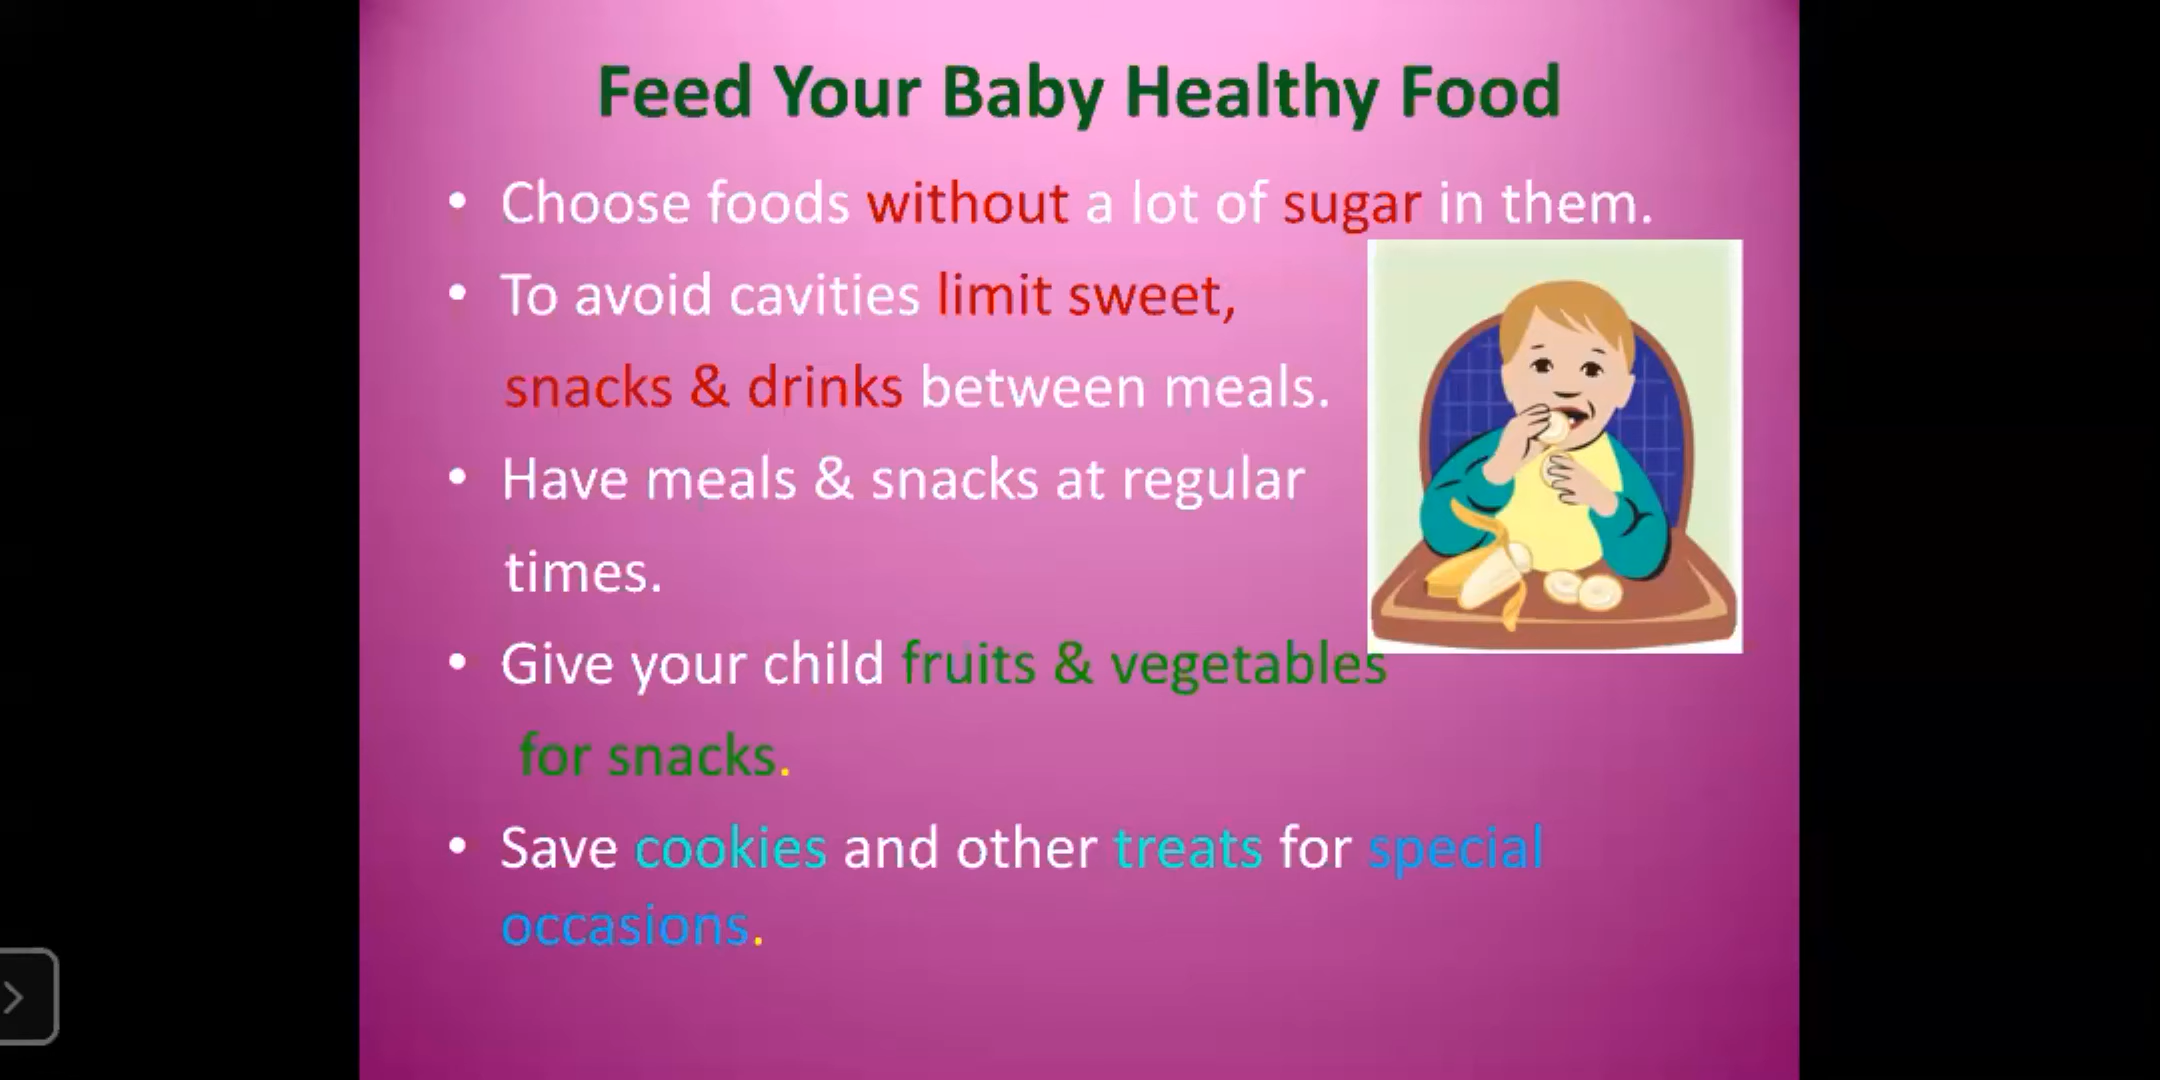 Feed Your Baby Healthy Food
• Choose foods without a lot of sugar in them.
• To avoid cavities limit sweet,
snacks & drinks between meals.
• Have meals & snacks at regular
times.
• Give your child fruits & vegetables
for snacks.
• Save cookies and other treats for special
occasions.